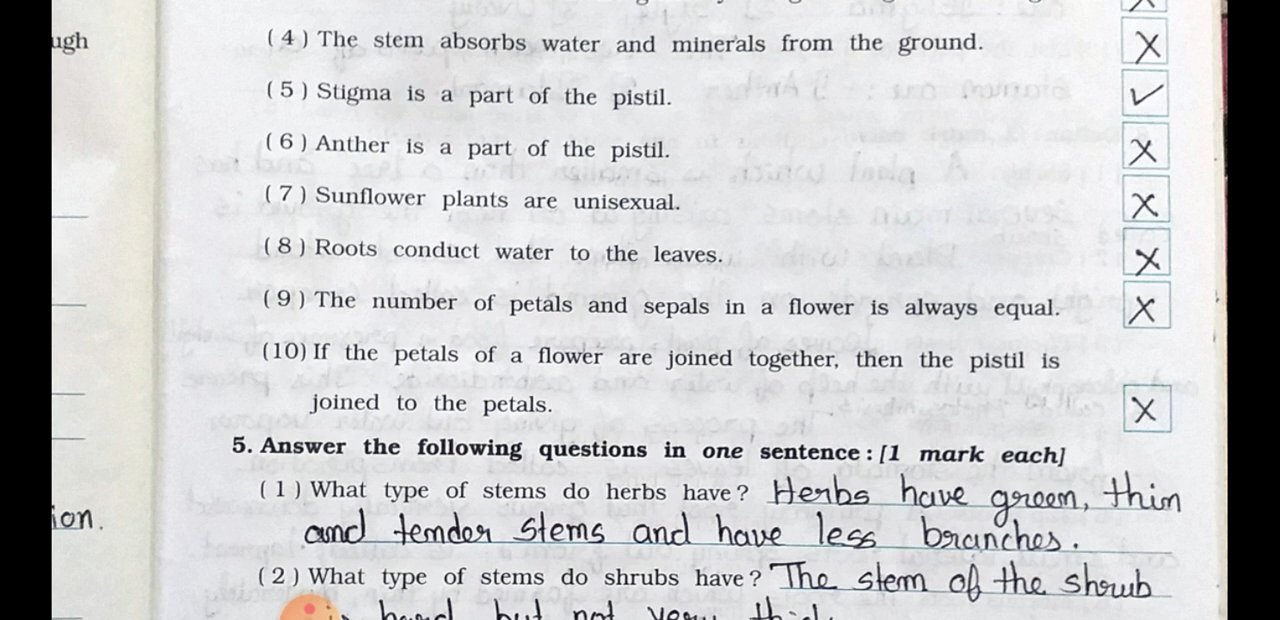 ugh
( 4 ) The stem absorbs water and minerals from the ground. X
( 5 ) Stigma is a part of the pistil. ✓
( 6 ) Anther is a part of the pistil. X
( 7 ) Sunflower plants are unisexual. X
( 8 ) Roots conduct water to the leaves. X
( 9 ) The number of petals and sepals in a flower is always equal. X
(10) If the petals of a flower are joined together, then the pistil is
joined to the petals. X
5. Answer the following questions in one sentence : [1 mark each]
( 1 ) What type of stems do herbs have ? Herbs have green, thin
ion. and tender stems and have less branches.
( 2 ) What type of stems do shrubs have ? The stem of the shrub
hard but not very thick